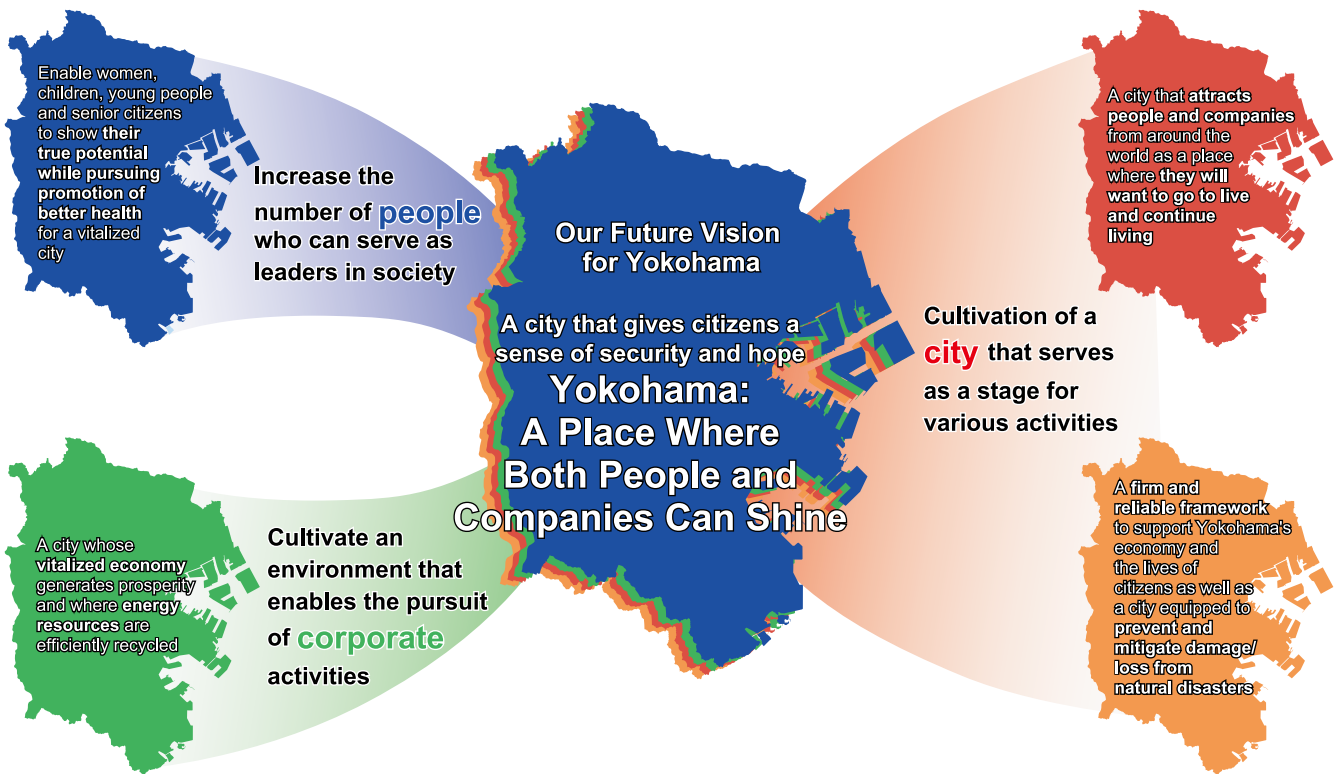 Enable women,
children, young people
and senior citizens
to show their
true potential
while pursuing
promotion of
better health
for a vitalized
city
Increase the
number of people
who can serve as
leaders in society
A city whose
vitalized economy
generates prosperity
and where energy
resources are
efficiently recycled
Cultivate an
environment that
enables the pursuit
of corporate
activities
Our Future Vision
for Yokohama
A city that gives citizens a
sense of security and hope
Yokohama:
A Place Where
Both People and
Companies Can Shine
Cultivation of a
city that serves
as a stage for
various activities
A city that attracts
people and companies
from around the
world as a place
where they will
want to go to live
and continue
living
A firm and
reliable framework
to support Yokohama's
economy and
the lives of
citizens as well as
a city equipped to
prevent and
mitigate damage/
loss from
natural disasters